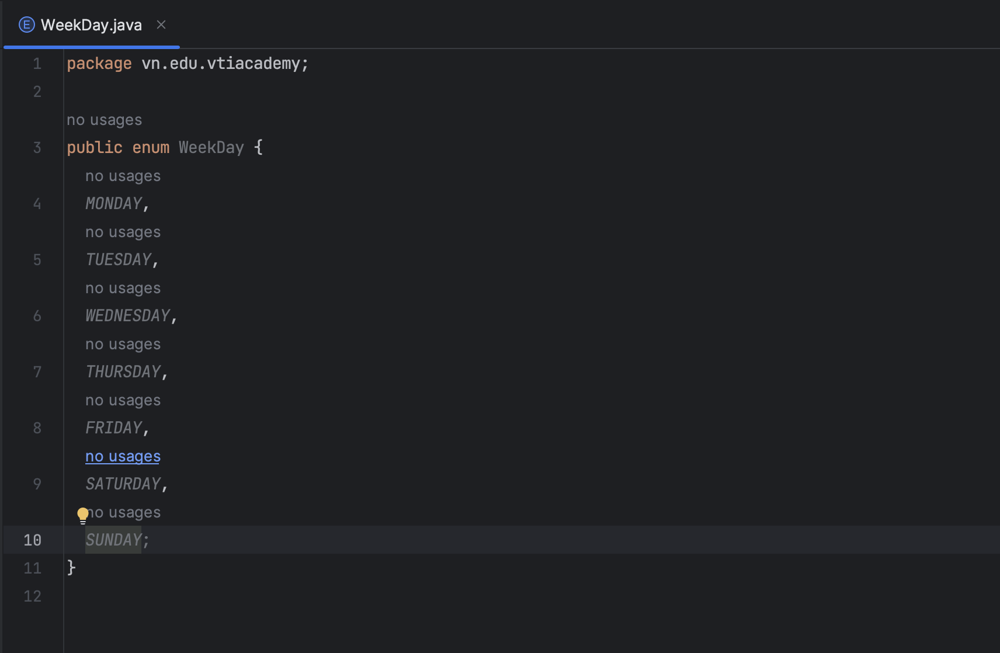 WeekDay.java
1 package vn.edu.vtiacademy;
2
no usages
3 public enum WeekDay {
no usages
4 MONDAY,
no usages
5 TUESDAY,
no usages
6 WEDNESDAY,
no usages
7 THURSDAY,
no usages
8 FRIDAY,
no usages
9 SATURDAY,
no usages
10 SUNDAY;
11 }
12